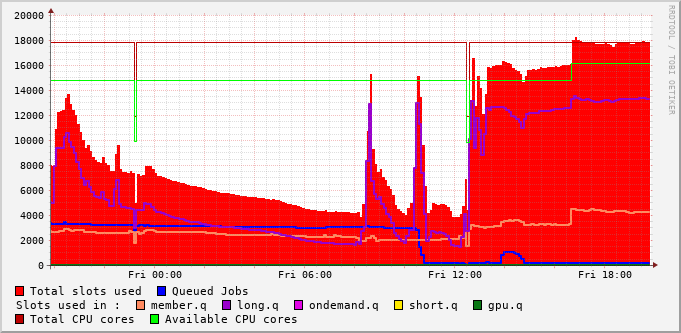 20000
18000
16000
14000
12000
10000
8000
6000
4000
2000
0
Fri 00:00 Fri 06:00 Fri 12:00 Fri 18:00
RRDTOOL / TOBI OETIKER
Total slots used Queued Jobs
Slots used in : member.q long.q ondemand.q short.q gpu.q
Total CPU cores Available CPU cores